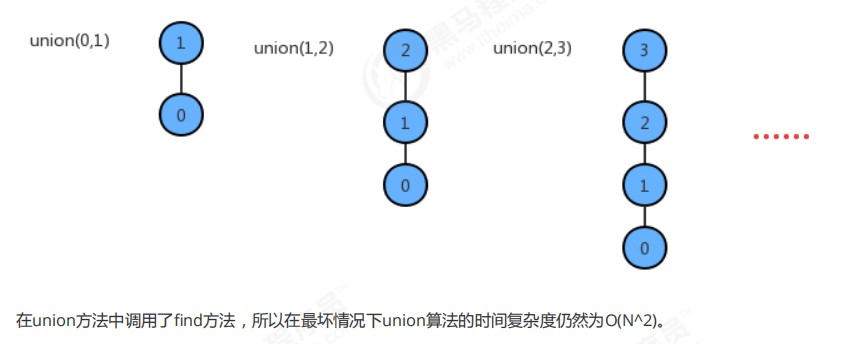 union(0,1)
1
0
union(1,2)
2
1
0
union(2,3)
3
2
1
0
......
在union方法中调用了find方法，所以在最坏情况下union算法的时间复杂度仍然为O(N^2)。